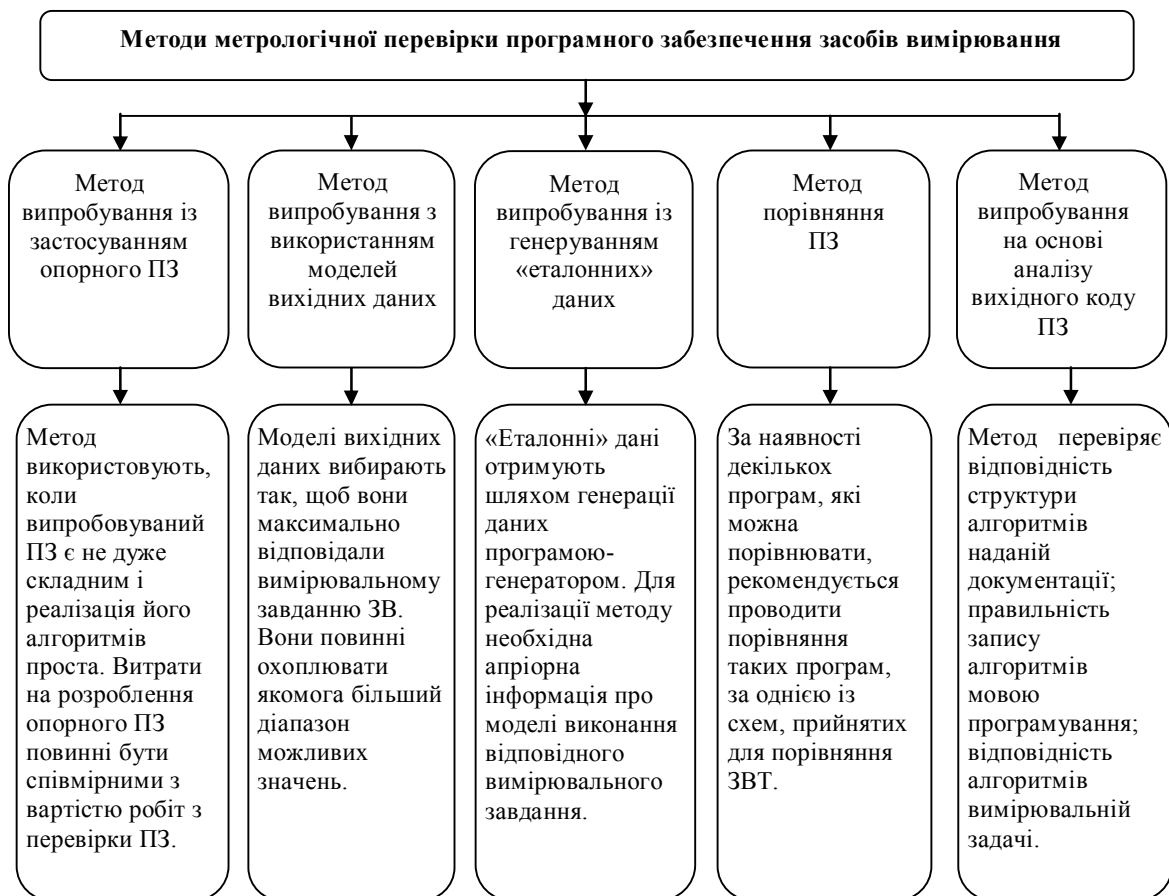 Методи метрологічної перевірки програмного забезпечення засобів вимірювання
Метод
випробування із
застосуванням
опорного ПЗ
Метод
випробування з
використанням
моделей
вихідних даних
Метод
випробування із
генеруванням
«еталонних»
даних
Метод
порівняння
ПЗ
Метод
випробування
на основі
аналізу
вихідного коду
ПЗ
Метод
використовують,
коли
випробовуваний
ПЗ є не дуже
складним і
реалізація його
алгоритмів
проста. Витрати
на розроблення
опорного ПЗ
повинні бути
співмірними з
вартістю робіт з
перевірки ПЗ.
Моделі вихідних
даних вибирають
так, щоб вони
максимально
відповідали
вимірювальному
завданню ЗВ.
Вони повинні
охоплювати
якомога більший
діапазон
можливих
значень.
«Еталонні» дані
отримують
шляхом генерації
даних
програмою-
генератором. Для
реалізації методу
необхідна
апріорна
інформація про
моделі виконання
відповідного
вимірювального
завдання.
За наявності
декількох
програм, які
можна
порівнювати,
рекомендується
проводити
порівняння
таких програм,
за однією із
схем, прийнятих
для порівняння
ЗВТ.
Метод перевіряє
відповідність
структури
алгоритмів
наданій
документації;
правильність
запису
алгоритмів
мовою
програмування;
відповідність
алгоритмів
вимірювальній
задачі.